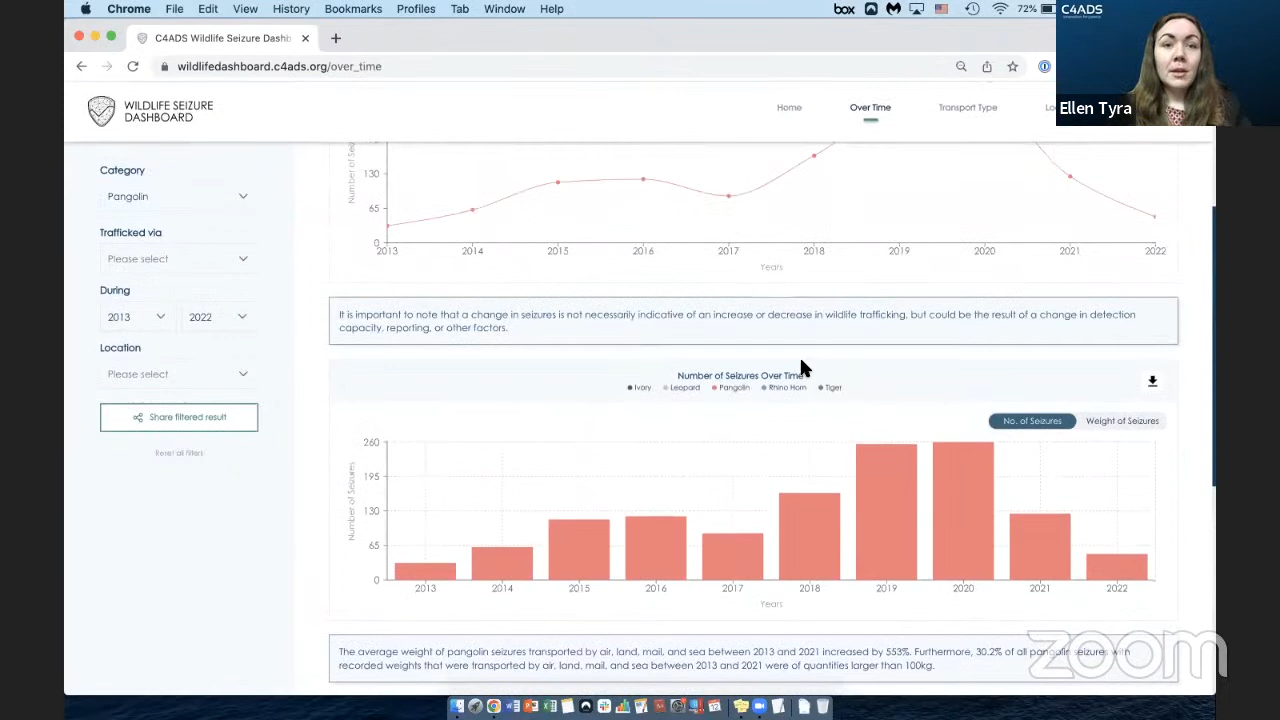 Chrome File Edit View History Bookmarks Profiles Tab Window Help box 72%
C4ADS
C4ADS Wildlife Seizure Dashb
wildlifedashboard.c4ads.org/over_time
Ellen Tyra
WILDLIFE SEIZURE
DASHBOARD
Home Over Time Transport Type
Category
Pangolin
Trafficked via
Please select
During
2013 2022
Location
Please select
Share filtered result
Reset all filters
130
65
0
2013 2014 2015 2016 2017 2018 2019 2020 2021 2022
Years
It is important to note that a change in seizures is not necessarily indicative of an increase or decrease in wildlife trafficking, but could be the result of a change in detection
capacity, reporting, or other factors.
Number of Seizures Over Time
Ivory Leopard Pangolin Rhino Horn Tiger
No. of Seizures Weight of Seizures
Number of Seizures
260
195
130
65
0
2013 2014 2015 2016 2017 2018 2019 2020 2021 2022
Years
The average weight of pangolin seizures transported by air, land, mail, and sea between 2013 and 2021 increased by 553%. Furthermore, 30.2% of all pangolin seizures with
reported weights that were transported by air, land, mail, and sea between 2013 and 2021 were of quantities larger than 100kg.
zoom